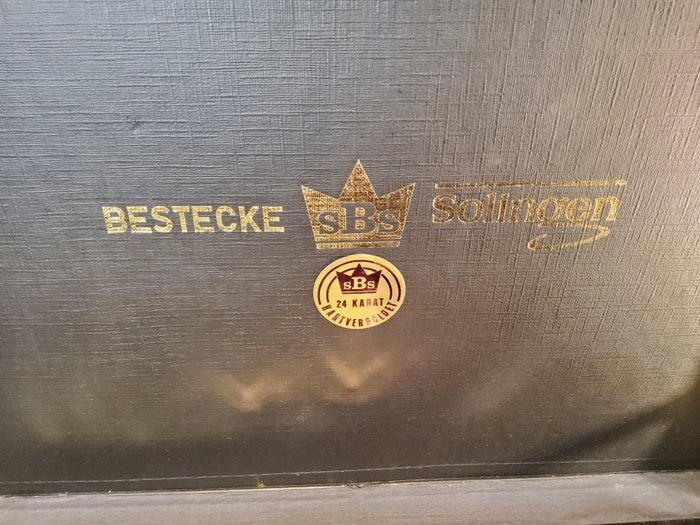 BESTECKE sBs Solingen
sBs
24 KARAT
HARTVERGOLDET